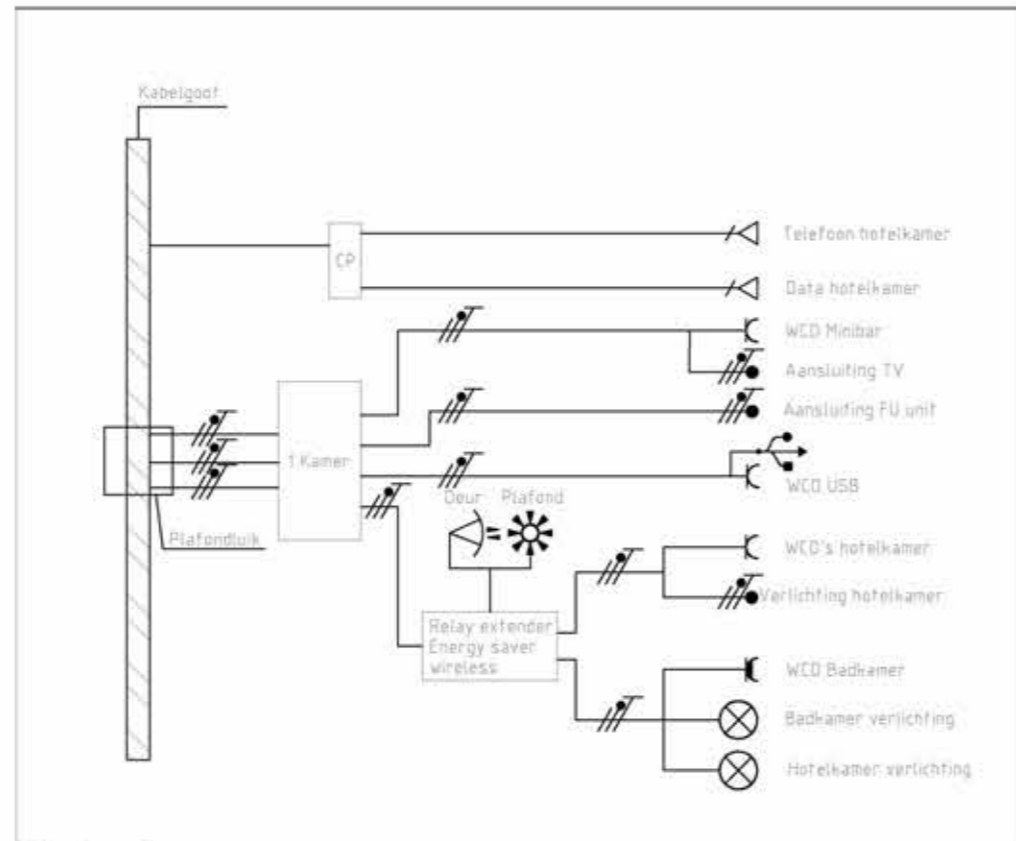 Kabelgoot
CP
Telefoon hotelkamer
Data hotelkamer
WCD Minibar
Aansluiting TV
Aansluiting FU unit
1 Kamer
WCD USB
Deur
Plafond
Plafondluik
WCD's hotelkamer
Verlichting hotelkamer
Relay extender
Energy saver
wireless
WCD Badkamer
Badkamer verlichting
Hotelkamer verlichting